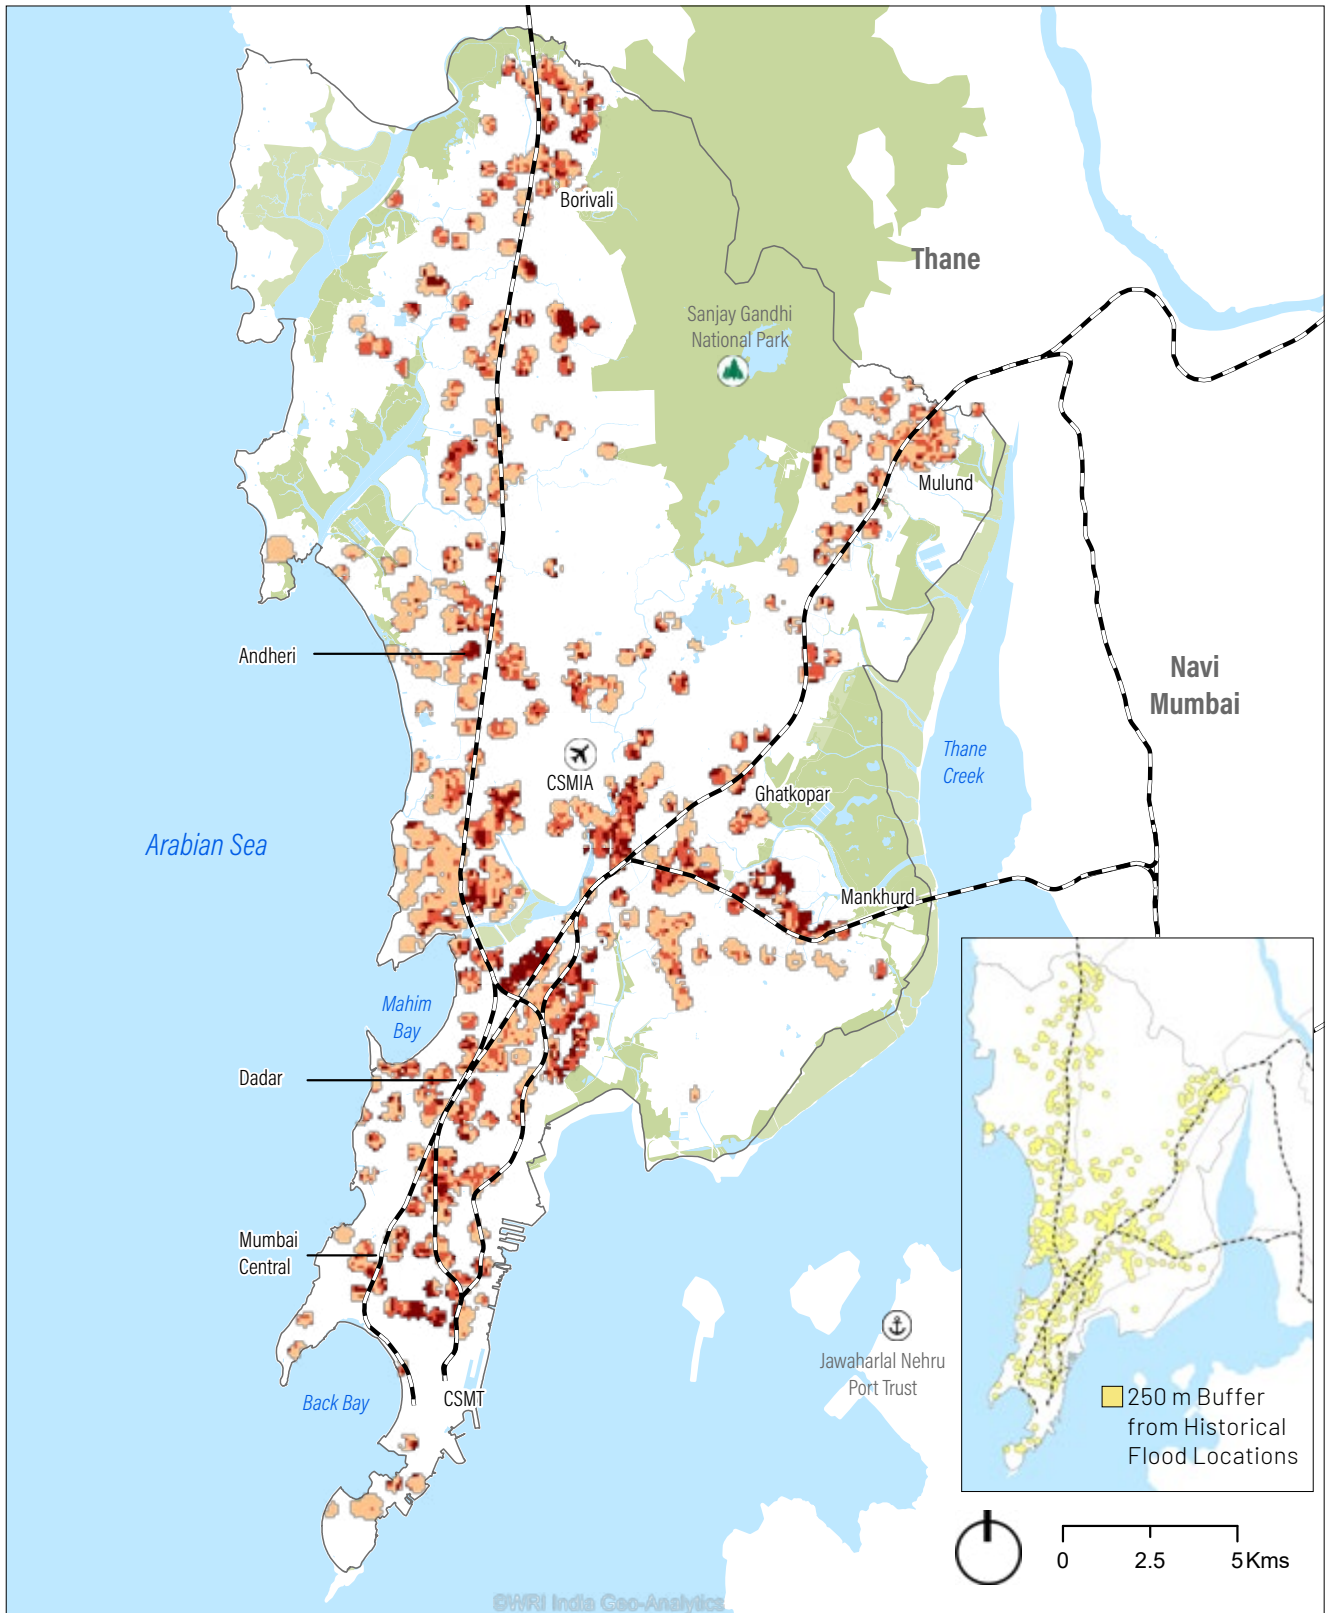 Borivali
Thane
Sanjay Gandhi
National Park
Mulund
Andheri
Navi
Mumbai
Thane
Creek
CSMIA
Ghatkopar
Arabian Sea
Mankhurd
Mahim
Bay
Dadar
Mumbai
Central
Jawaharlal Nehru
Port Trust
Back Bay
CSMT
250 m Buffer
from Historical
Flood Locations
0 2.5 5 Kms
©WRI India Geo-Analytics